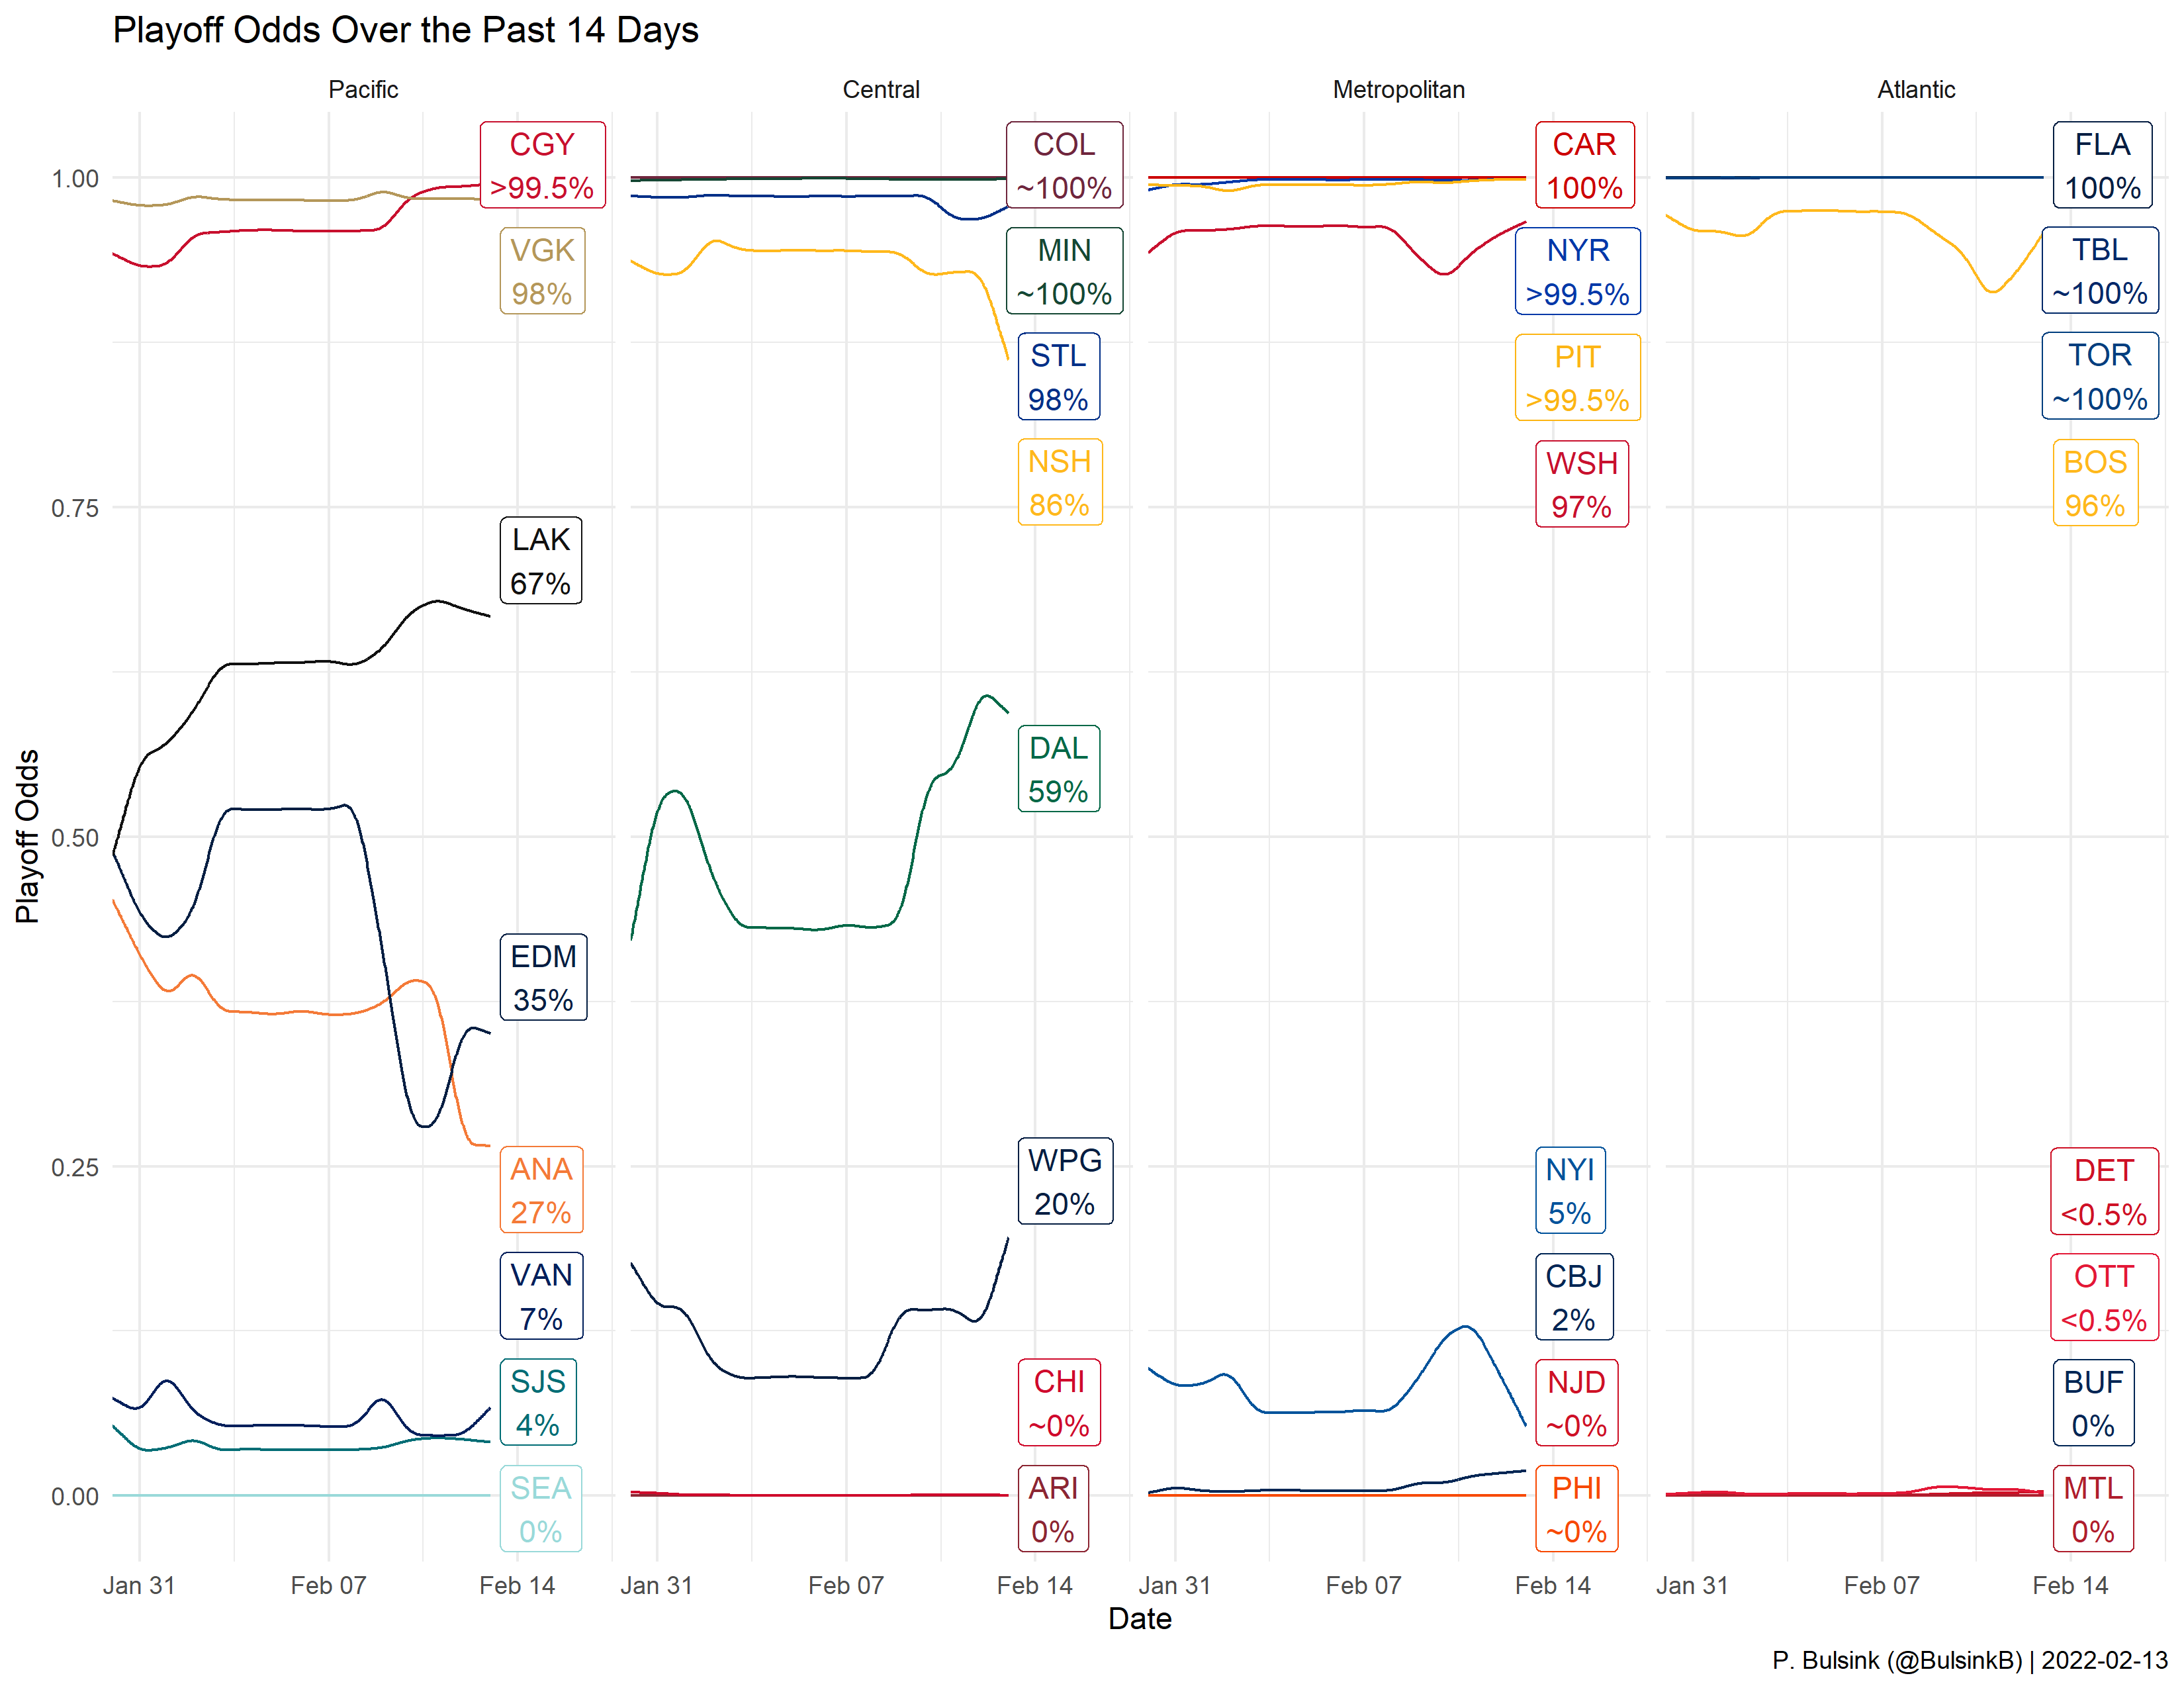 Playoff Odds Over the Past 14 Days
Pacific
Central
Metropolitan
Atlantic
Playoff Odds
1.00
0.75
0.50
0.25
0.00
CGY
>99.5%
VGK
98%
LAK
67%
EDM
35%
ANA
27%
VAN
7%
SJS
4%
SEA
0%
COL
~100%
MIN
~100%
STL
98%
NSH
86%
DAL
59%
WPG
20%
CHI
~0%
ARI
0%
CAR
100%
NYR
>99.5%
PIT
>99.5%
WSH
97%
NYI
5%
CBJ
2%
NJD
~0%
PHI
~0%
FLA
100%
TBL
~100%
TOR
~100%
BOS
96%
DET
<0.5%
OTT
<0.5%
BUF
0%
MTL
0%
Jan 31
Feb 07
Feb 14
Jan 31
Feb 07
Feb 14
Jan 31
Feb 07
Feb 14
Jan 31
Feb 07
Feb 14
Date
P. Bulsink (@BulsinkB) | 2022-02-13